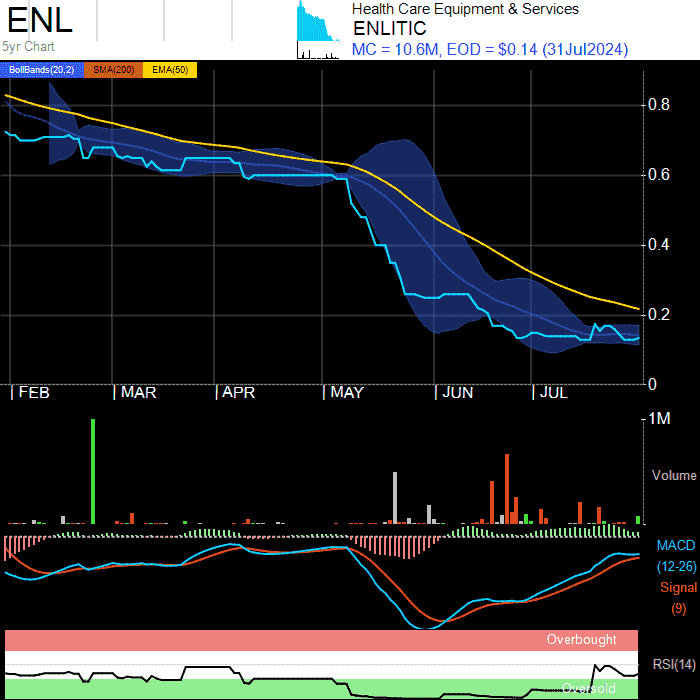 ENL
5yr Chart
Health Care Equipment & Services
ENLITIC
MC = 10.6M, EOD = $0.14 (31Jul2024)
BollBands(20,2) SMA(200) EMA(50)
0.8
0.6
0.4
0.2
0
FEB MAR APR MAY JUN JUL
1M
Volume
MACD
(12-26)
Signal
(9)
Overbought
RSI(14)
Oversold